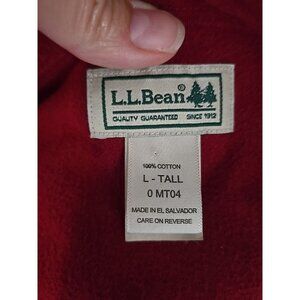 L.L.Bean®
QUALITY GUARANTEED SINCE 1912
100% COTTON
L - TALL
0 MT04
MADE IN EL SALVADOR
CARE ON REVERSE